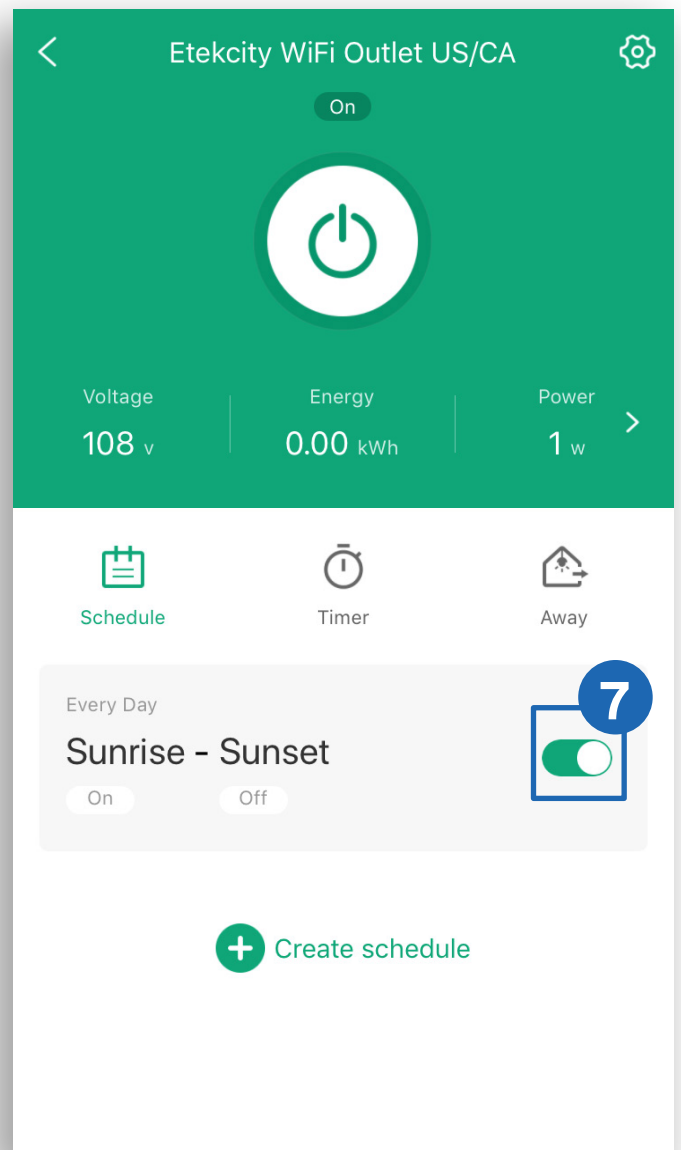 Etekcity WiFi Outlet US/CA
On
Voltage Energy Power
108 v 0.00 kWh 1 w
Schedule Timer Away
7
Every Day
Sunrise - Sunset
On Off
Create schedule